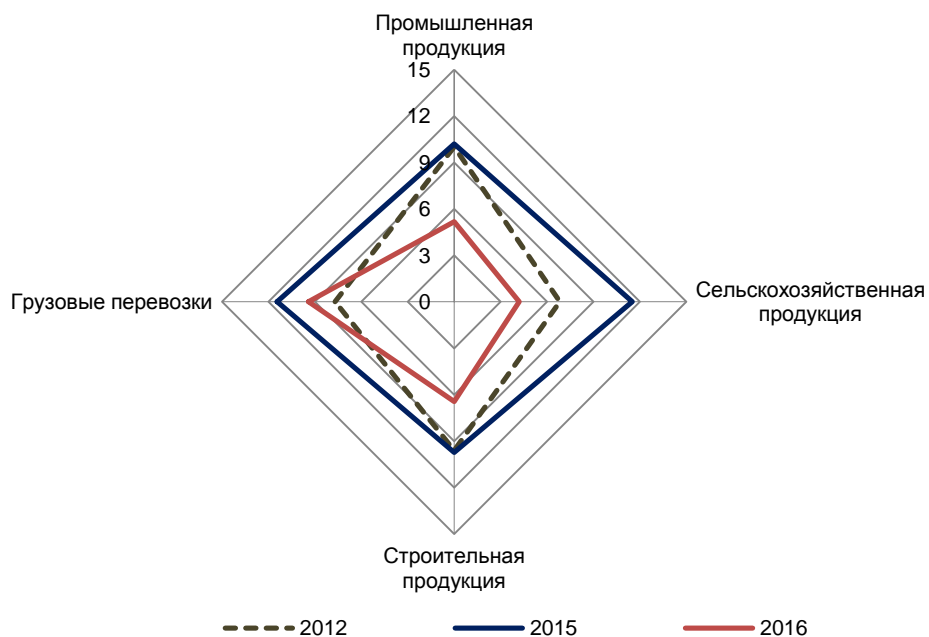 Промышленная
продукция
15
12
9
6
3
0
Грузовые перевозки
Сельскохозяйственная
продукция
Строительная
продукция
2012
2015
2016